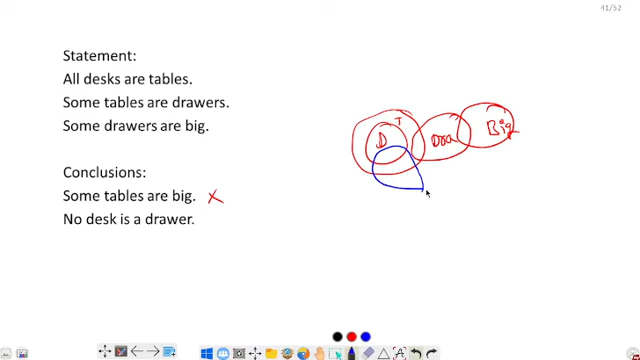 41/52
Statement:
All desks are tables.
Some tables are drawers.
Some drawers are big.
Conclusions:
Some tables are big. X
No desk is a drawer.
T
D
Dra
Big